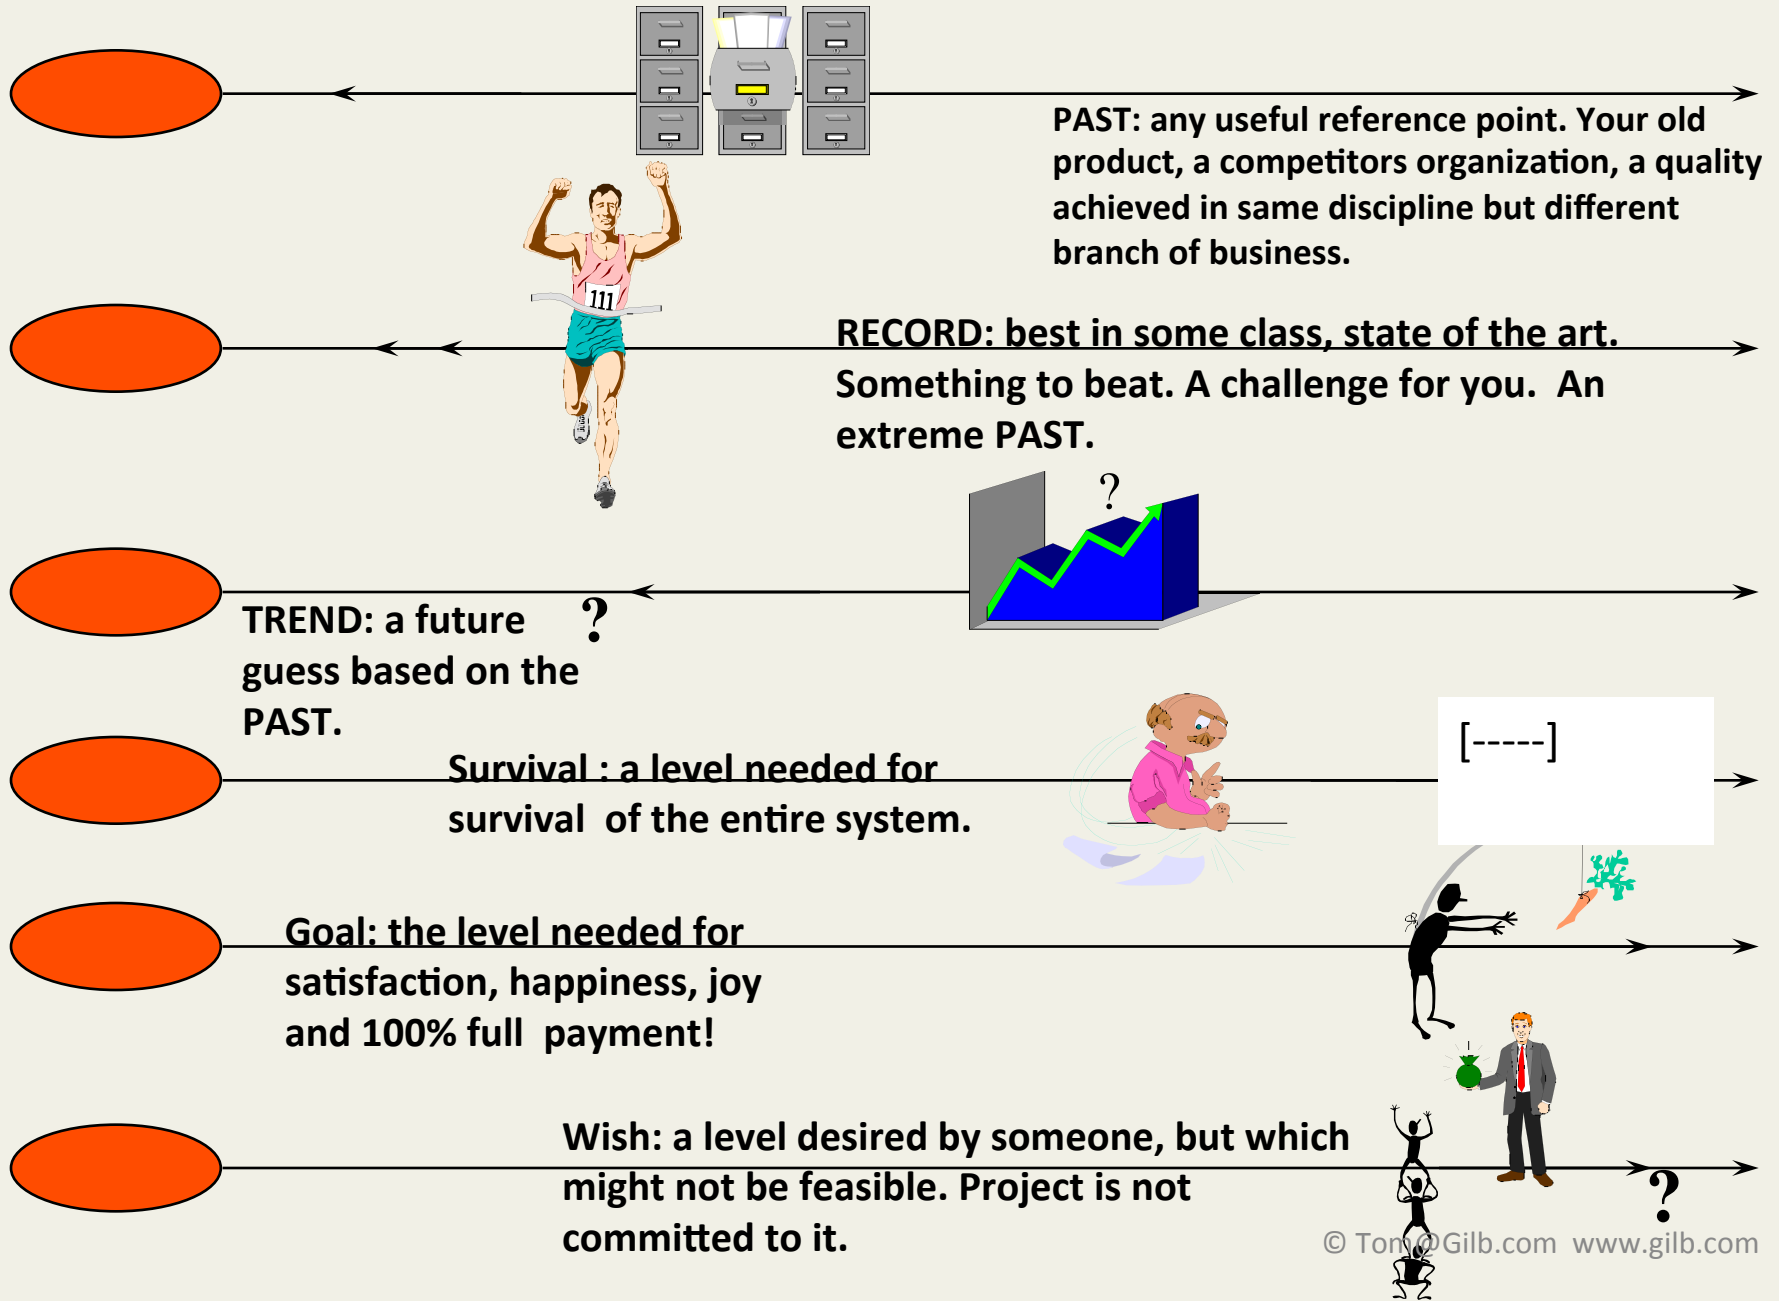 PAST: any useful reference point. Your old
product, a competitors organization, a quality
achieved in same discipline but different
branch of business.
111
RECORD: best in some class, state of the art.
Something to beat. A challenge for you.  An
extreme PAST.
?
TREND: a future
?
guess based on the
PAST.
[-----]
Survival : a level needed for
survival  of the entire system.
Goal: the level needed for
satisfaction, happiness, joy
and 100% full  payment!
Wish: a level desired by someone, but which
might not be feasible. Project is not
committed to it.
?
© Tom@Gilb.com  www.gilb.com